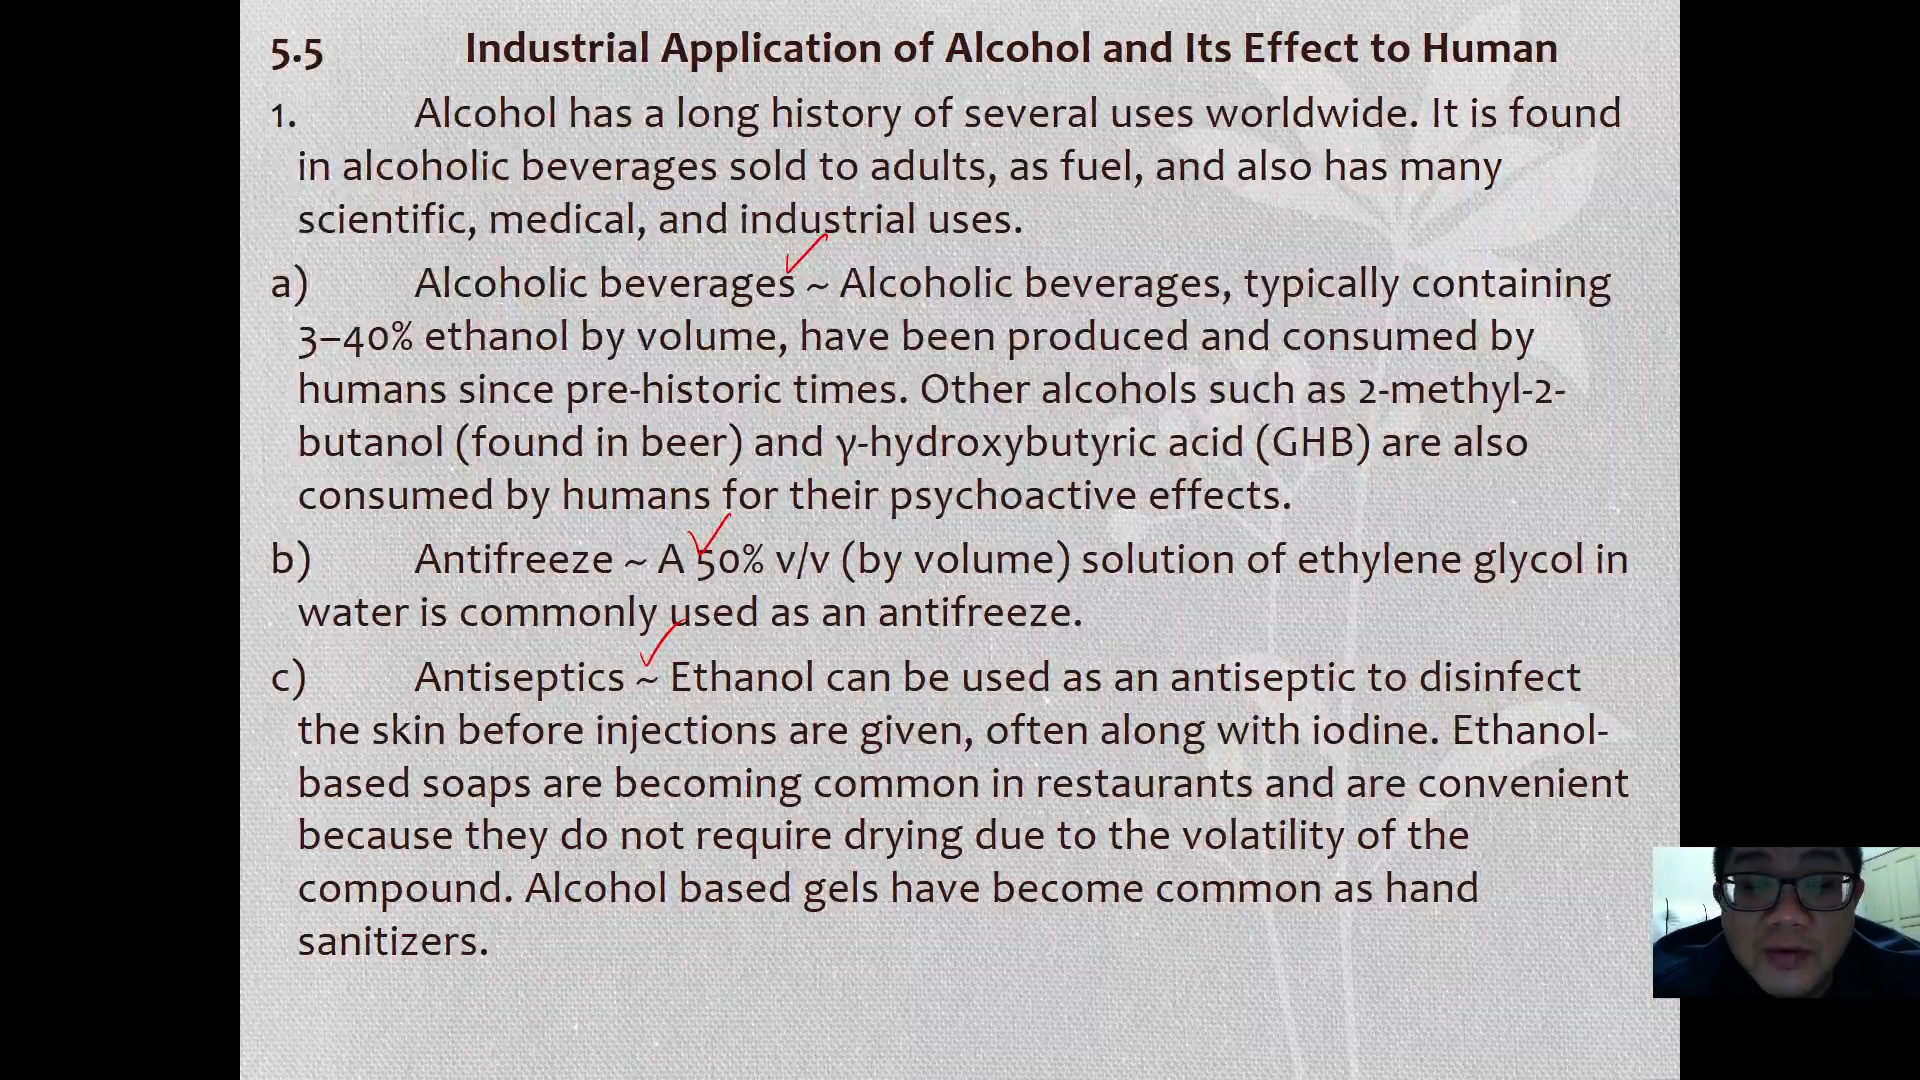 5.5 Industrial Application of Alcohol and Its Effect to Human
1. Alcohol has a long history of several uses worldwide. It is found
in alcoholic beverages sold to adults, as fuel, and also has many
scientific, medical, and industrial uses.
a) Alcoholic beverages ~ Alcoholic beverages, typically containing
3–40% ethanol by volume, have been produced and consumed by
humans since pre-historic times. Other alcohols such as 2-methyl-2-
butanol (found in beer) and γ-hydroxybutyric acid (GHB) are also
consumed by humans for their psychoactive effects.
b) Antifreeze ~ A 50% v/v (by volume) solution of ethylene glycol in
water is commonly used as an antifreeze.
c) Antiseptics ~ Ethanol can be used as an antiseptic to disinfect
the skin before injections are given, often along with iodine. Ethanol-
based soaps are becoming common in restaurants and are convenient
because they do not require drying due to the volatility of the
compound. Alcohol based gels have become common as hand
sanitizers.